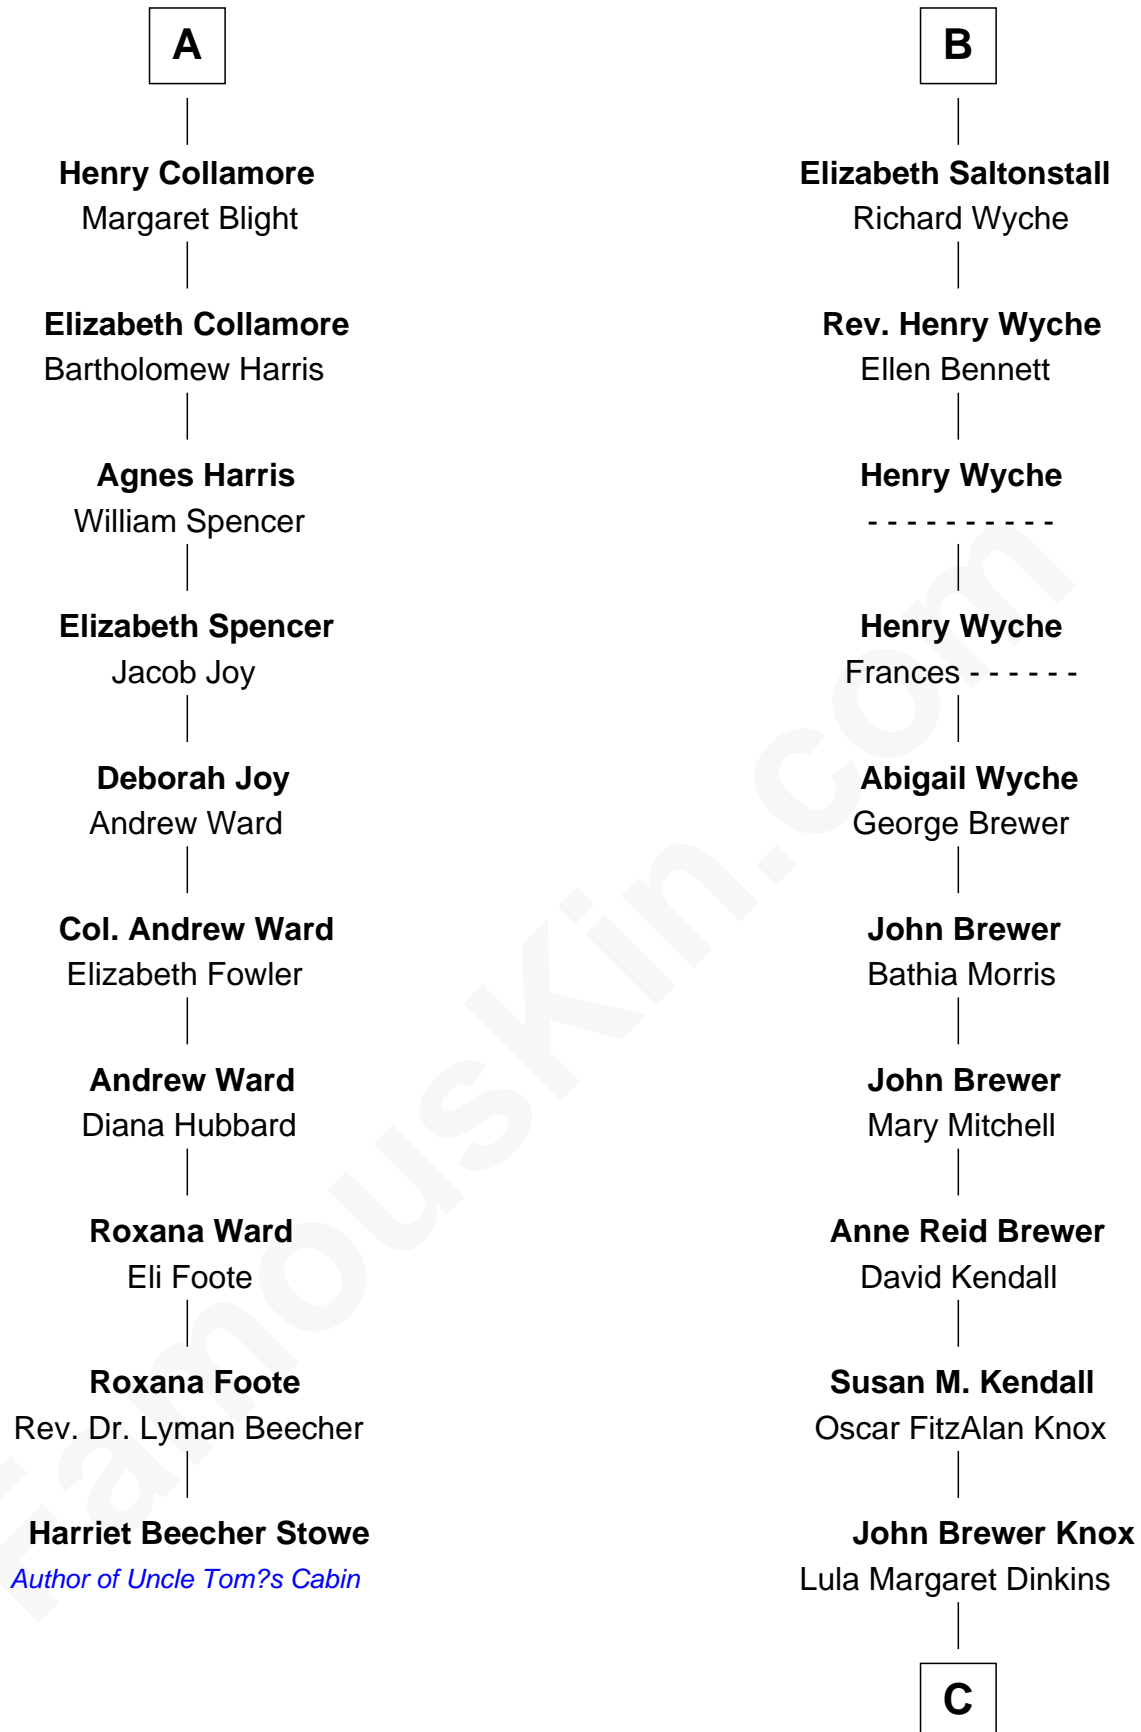 A
Henry Collamore
Margaret Blight
Elizabeth Collamore
Bartholomew Harris
Agnes Harris
William Spencer
Elizabeth Spencer
Jacob Joy
Deborah Joy
Andrew Ward
Col. Andrew Ward
Elizabeth Fowler
Andrew Ward
Diana Hubbard
Roxana Ward
Eli Foote
Roxana Foote
Rev. Dr. Lyman Beecher
Harriet Beecher Stowe
Author of Uncle Tom?s Cabin
B
Elizabeth Saltonstall
Richard Wyche
Rev. Henry Wyche
Ellen Bennett
Henry Wyche
- - - - - - - - - -
Henry Wyche
Frances - - - - - -
Abigail Wyche
George Brewer
John Brewer
Bathia Morris
John Brewer
Mary Mitchell
Anne Reid Brewer
David Kendall
Susan M. Kendall
Oscar FitzAlan Knox
John Brewer Knox
Lula Margaret Dinkins
C
FamousKin.com